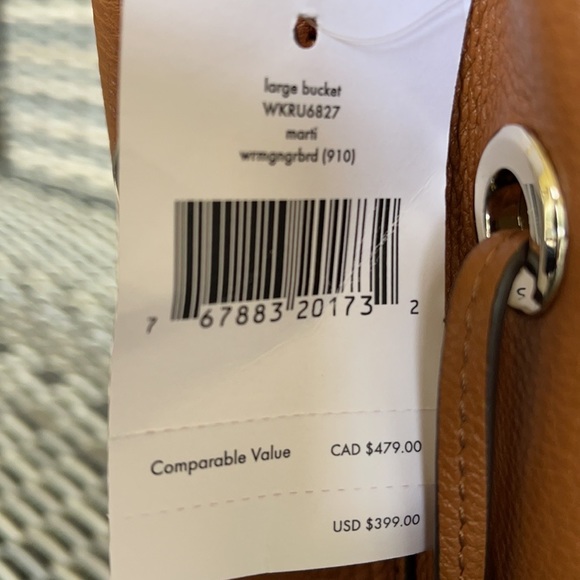 large bucket
WKRU6827
marti
wrmgngrbrd (910)
7 67883 20173 2
Comparable Value CAD $479.00
USD $399.00